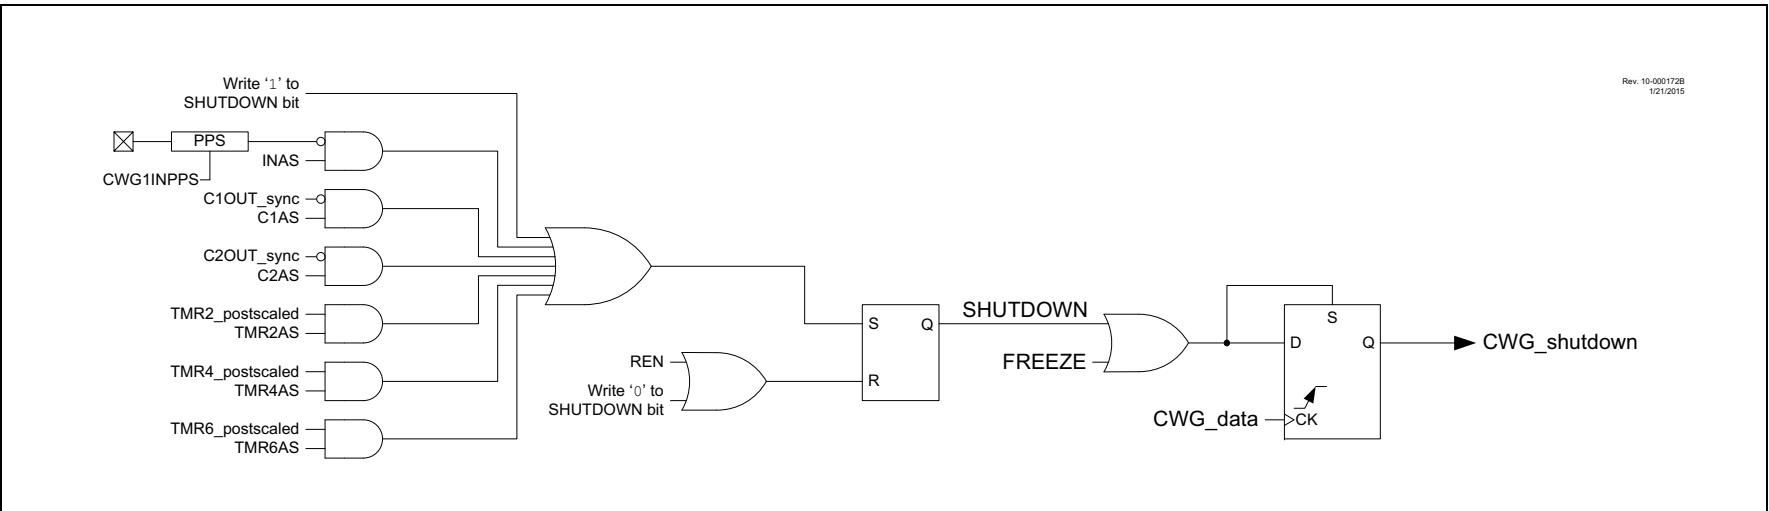 Write ‘1’ to
SHUTDOWN bit
Rev. 10-000172B
1/21/2015
PPS
INAS
CWG1INPPS
C1OUT_sync
C1AS
C2OUT_sync
C2AS
TMR2_postscaled
TMR2AS
TMR4_postscaled
TMR4AS
TMR6_postscaled
TMR6AS
REN
Write ‘0’ to
SHUTDOWN bit
S
Q
R
SHUTDOWN
FREEZE
S
D
Q
CWG_data
CK
CWG_shutdown